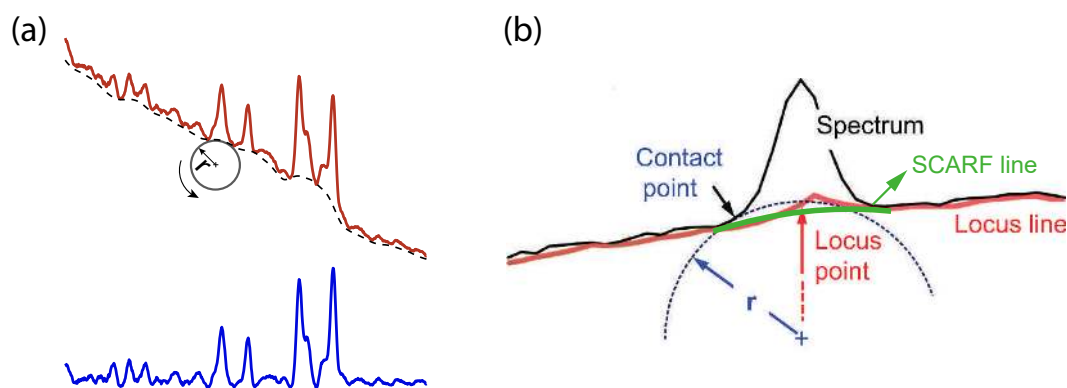 (a)
r
(b)
Spectrum
Contact
point
SCARF line
Locus line
Locus
point
r